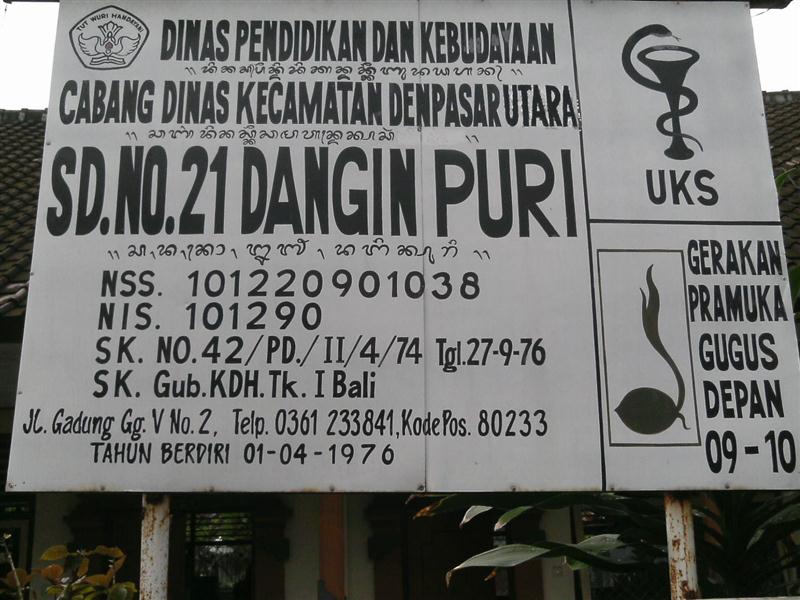 TUT WURI HANDAYANI
DINAS PENDIDIKAN DAN KEBUDAYAAN
CABANG DINAS KECAMATAN DENPASAR UTARA
SD. NO. 21 DANGIN PURI
NSS. 101220901038
NIS. 101290
SK. NO. 42/PD./II/4/74 Tgl. 27-9-76
SK. Gub. KDH. Tk. I Bali
Jl. Gadung Gg. V No. 2, Telp. 0361 233841, Kode Pos. 80233
TAHUN BERDIRI 01-04-1976
UKS
GERAKAN
PRAMUKA
GUGUS
DEPAN
09-10